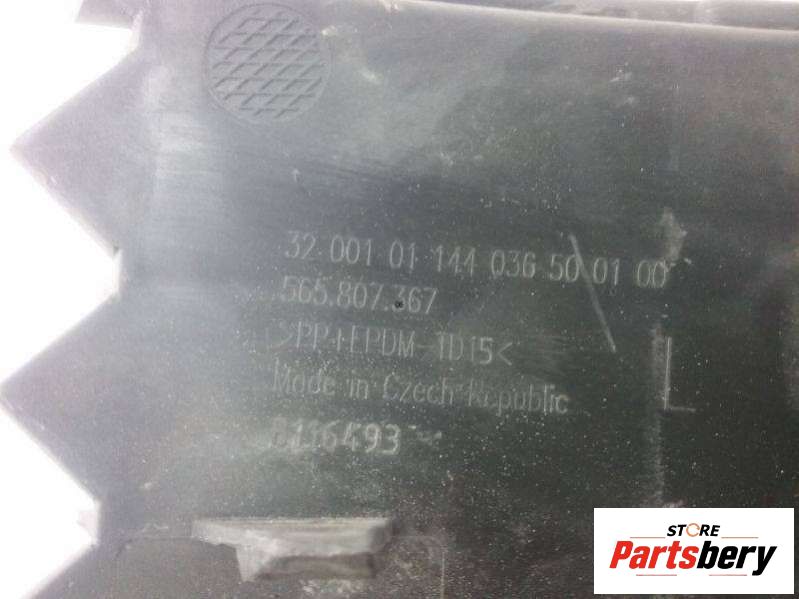 32 001 01 144 036 50 01 00
565.807.367
>PP+EPDM-TD15<
Made in Czech Republic
L
STORE
Partsbery